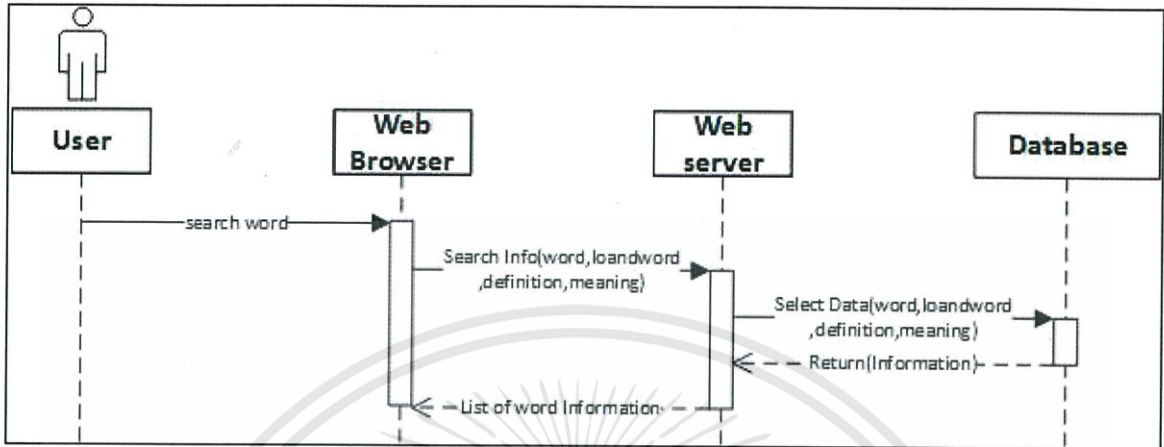 User
Web
Browser
Web
server
Database
search word
Search Info(word,loandword
,definition,meaning)
Select Data(word,loandword
,definition,meaning)
Return(Information)
List of word Information